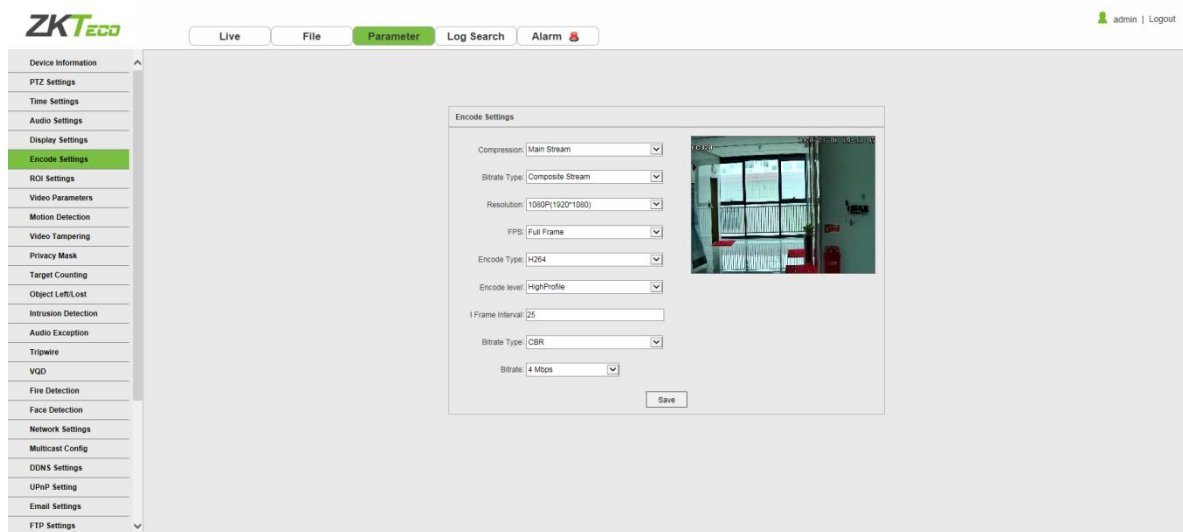 ZKTECO
admin | Logout
Live
File
Parameter
Log Search
Alarm
Device Information
PTZ Settings
Time Settings
Audio Settings
Display Settings
Encode Settings
ROI Settings
Video Parameters
Motion Detection
Video Tampering
Privacy Mask
Target Counting
Object Left/Lost
Intrusion Detection
Audio Exception
Tripwire
VQD
Fire Detection
Face Detection
Network Settings
Multicast Config
DDNS Settings
UPnP Setting
Email Settings
FTP Settings
Encode Settings
Compression: Main Stream
Bitrate Type: Composite Stream
Resolution: 1080P(1920*1080)
FPS: Full Frame
Encode Type: H264
Encode level: HighProfile
I Frame Interval: 25
Bitrate Type: CBR
Bitrate: 4 Mbps
Save